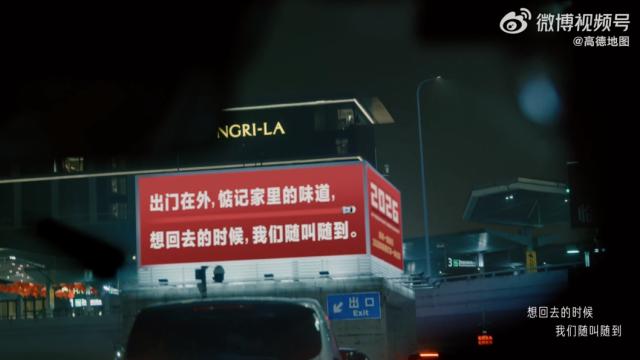 微博视频号
@高德地图
NGRI-LA
出门在外，惦记家里的味道，
想回去的时候，我们随叫随到。
2026
3
出口
Exit
想回去的时候
我们随叫随到